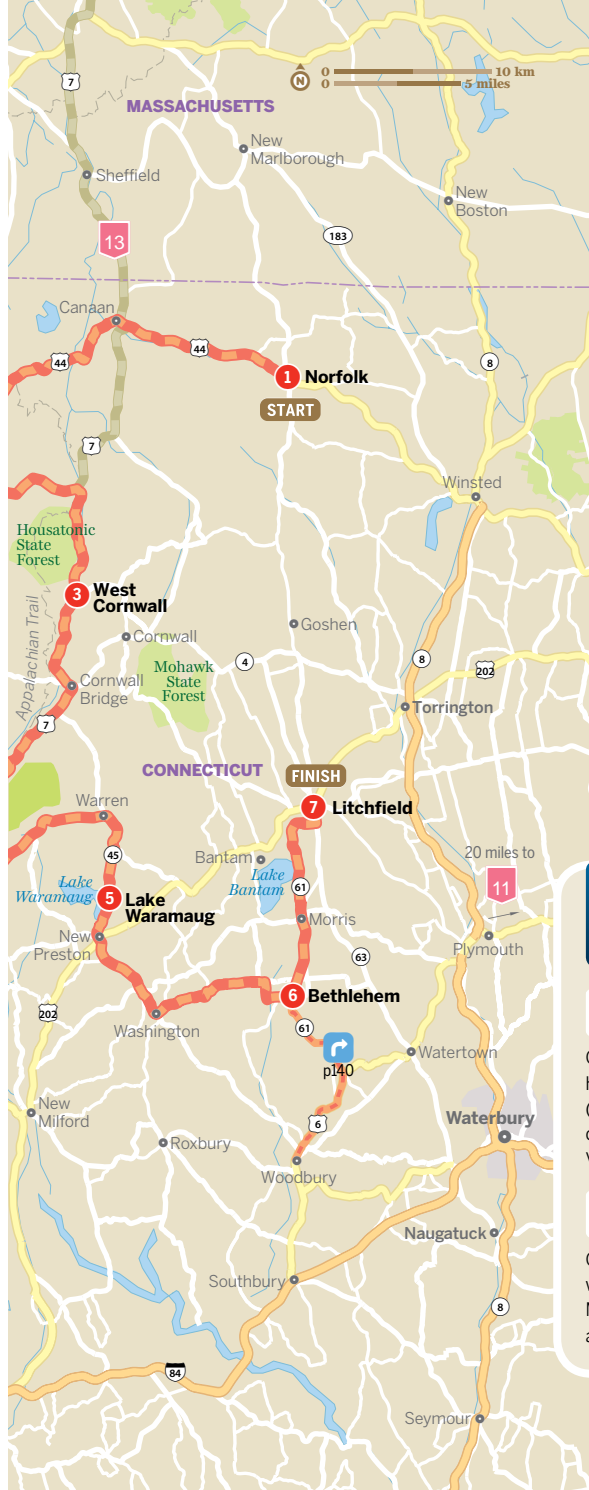 7
N
0
10 km
0
5 miles
MASSACHUSETTS
New
Marlborough
Sheffield
New
Boston
13
183
Canaan
44
44
8
1 Norfolk
START
7
Winsted
Housatonic
State
Forest
3 West
Cornwall
Appalachian Trail
Cornwall
Goshen
4
8
202
Mohawk
State
Forest
Cornwall
Bridge
7
Torrington
CONNECTICUT
FINISH
7 Litchfield
Warren
45
Bantam
Lake
Bantam
61
20 miles to
11
Lake
Waramaug
5 Lake
Waramaug
Morris
New
Preston
63
Plymouth
6 Bethlehem
202
Washington
61
p140
Watertown
New
Milford
6
Waterbury
Roxbury
Woodbury
Naugatuck
Southbury
8
84
Seymour